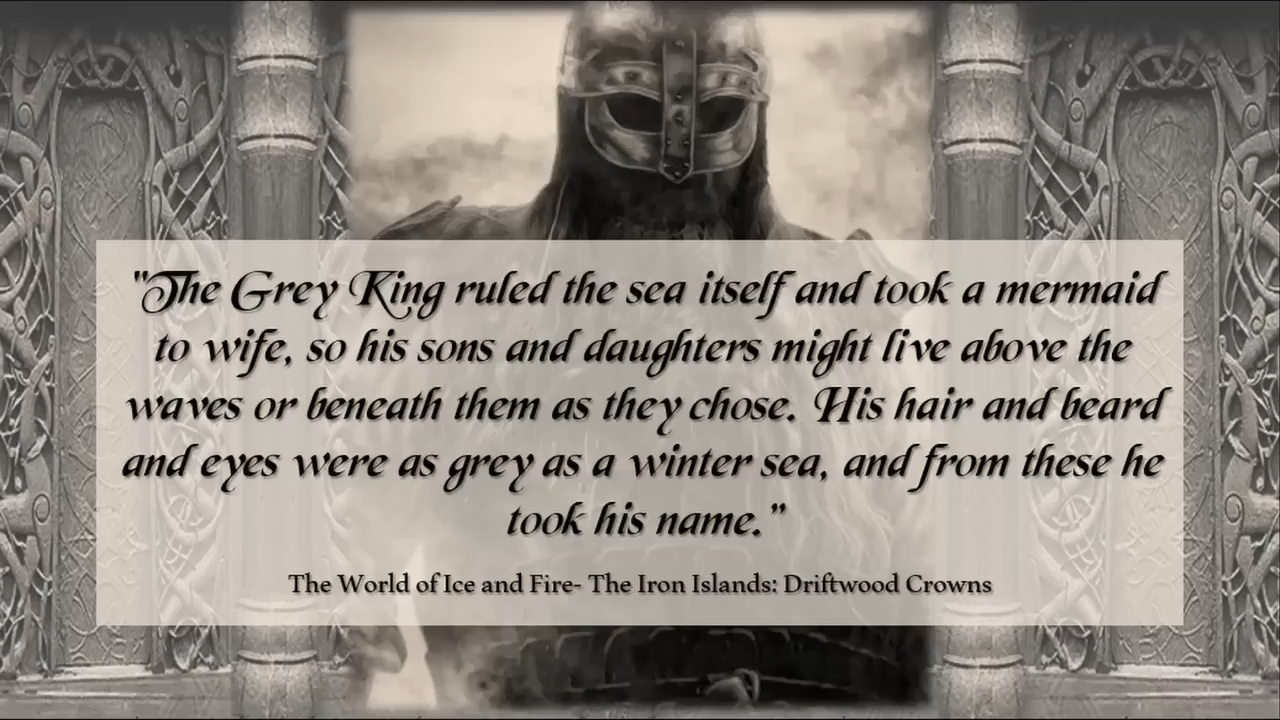 "The Grey King ruled the sea itself and took a mermaid
to wife, so his sons and daughters might live above the
waves or beneath them as they chose. His hair and beard
and eyes were as grey as a winter sea, and from these he
took his name."
The World of Ice and Fire- The Iron Islands: Driftwood Crowns